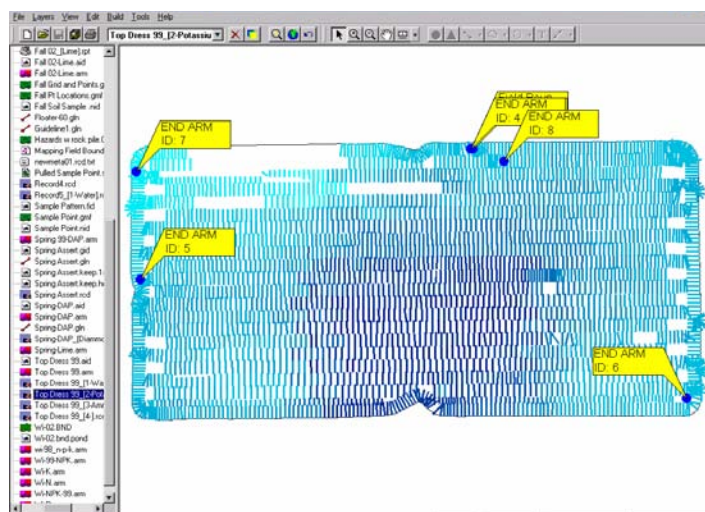 File Layers View Edit Build Tools Help
Top Dress 99_[2-Potassiu
Fall 02_[Lime].rpt
Fall 02-Lime.aid
Fall 02-Lime.arm
Fall Grid and Points.g
Fall Pt Locations.gmf
Fall Soil Sample .nid
Floater-60.gln
Guideline1.gln
Hazards w rock pile.
Mapping Field Bound
newmeta01.rcd.txt
Pulled Sample Point.
Record4.rcd
Record5_[1-Water].r
Sample Pattern.fid
Sample Point.gmf
Sample Point.nid
Spring 99-DAP.arm
Spring Assert.gid
Spring Assert.gln
Spring Assert.keep.1
Spring Assert.keep.h
Spring Assert.rcd
Spring-DAP.aid
Spring-DAP.arm
Spring-DAP.gln
Spring-DAP_[Diammo
Spring-Lime.arm
Top Dress 99.aid
Top Dress 99.arm
Top Dress 99_[1-Wa
Top Dress 99_[2-Pota
Top Dress 99_[3-Am
Top Dress 99_[4-].rc
Wi-02.BND
Wi-02.bnd.pond
wi-98_n-p-k.arm
Wi-99-NPK.arm
Wi-K.arm
Wi-N.arm
Wi-NPK-99.arm
END ARM
ID: 7
END ARM
ID: 4
END ARM
ID: 8
END ARM
ID: 5
END ARM
ID: 6